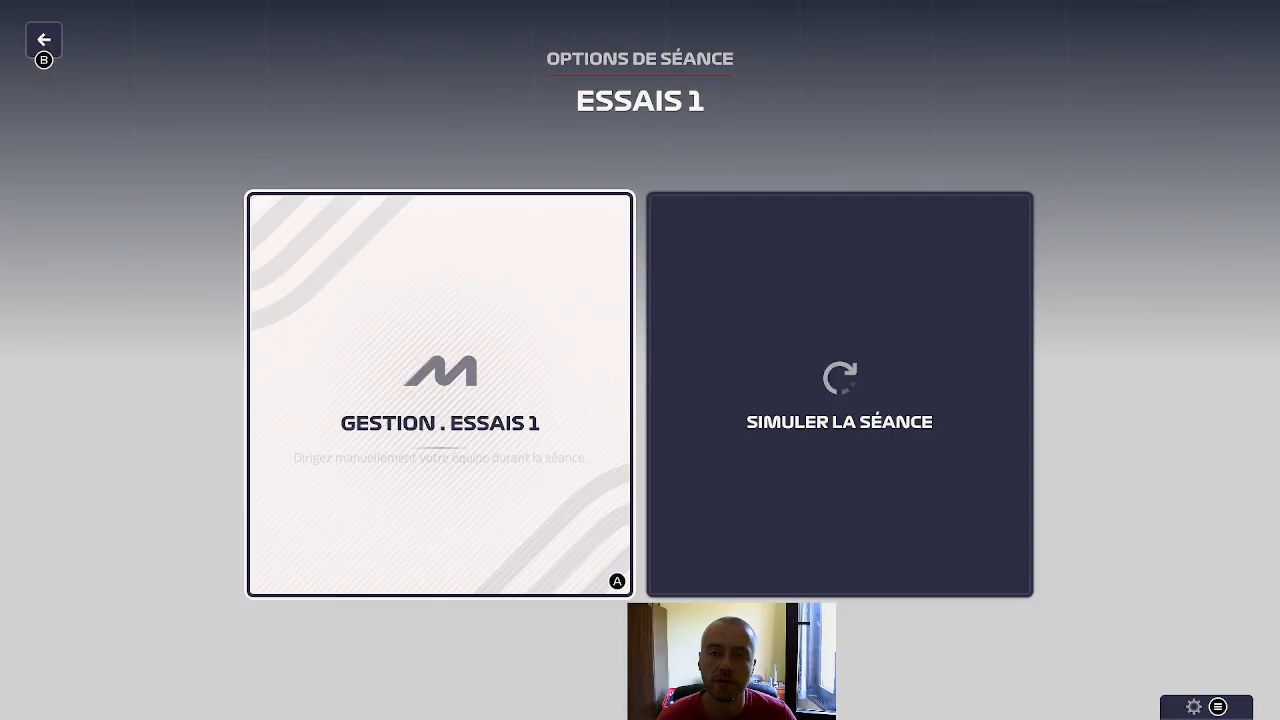 B
OPTIONS DE SÉANCE
ESSAIS 1
GESTION . ESSAIS 1
Dirigez manuellement votre équipe durant la séance.
A
SIMULER LA SÉANCE